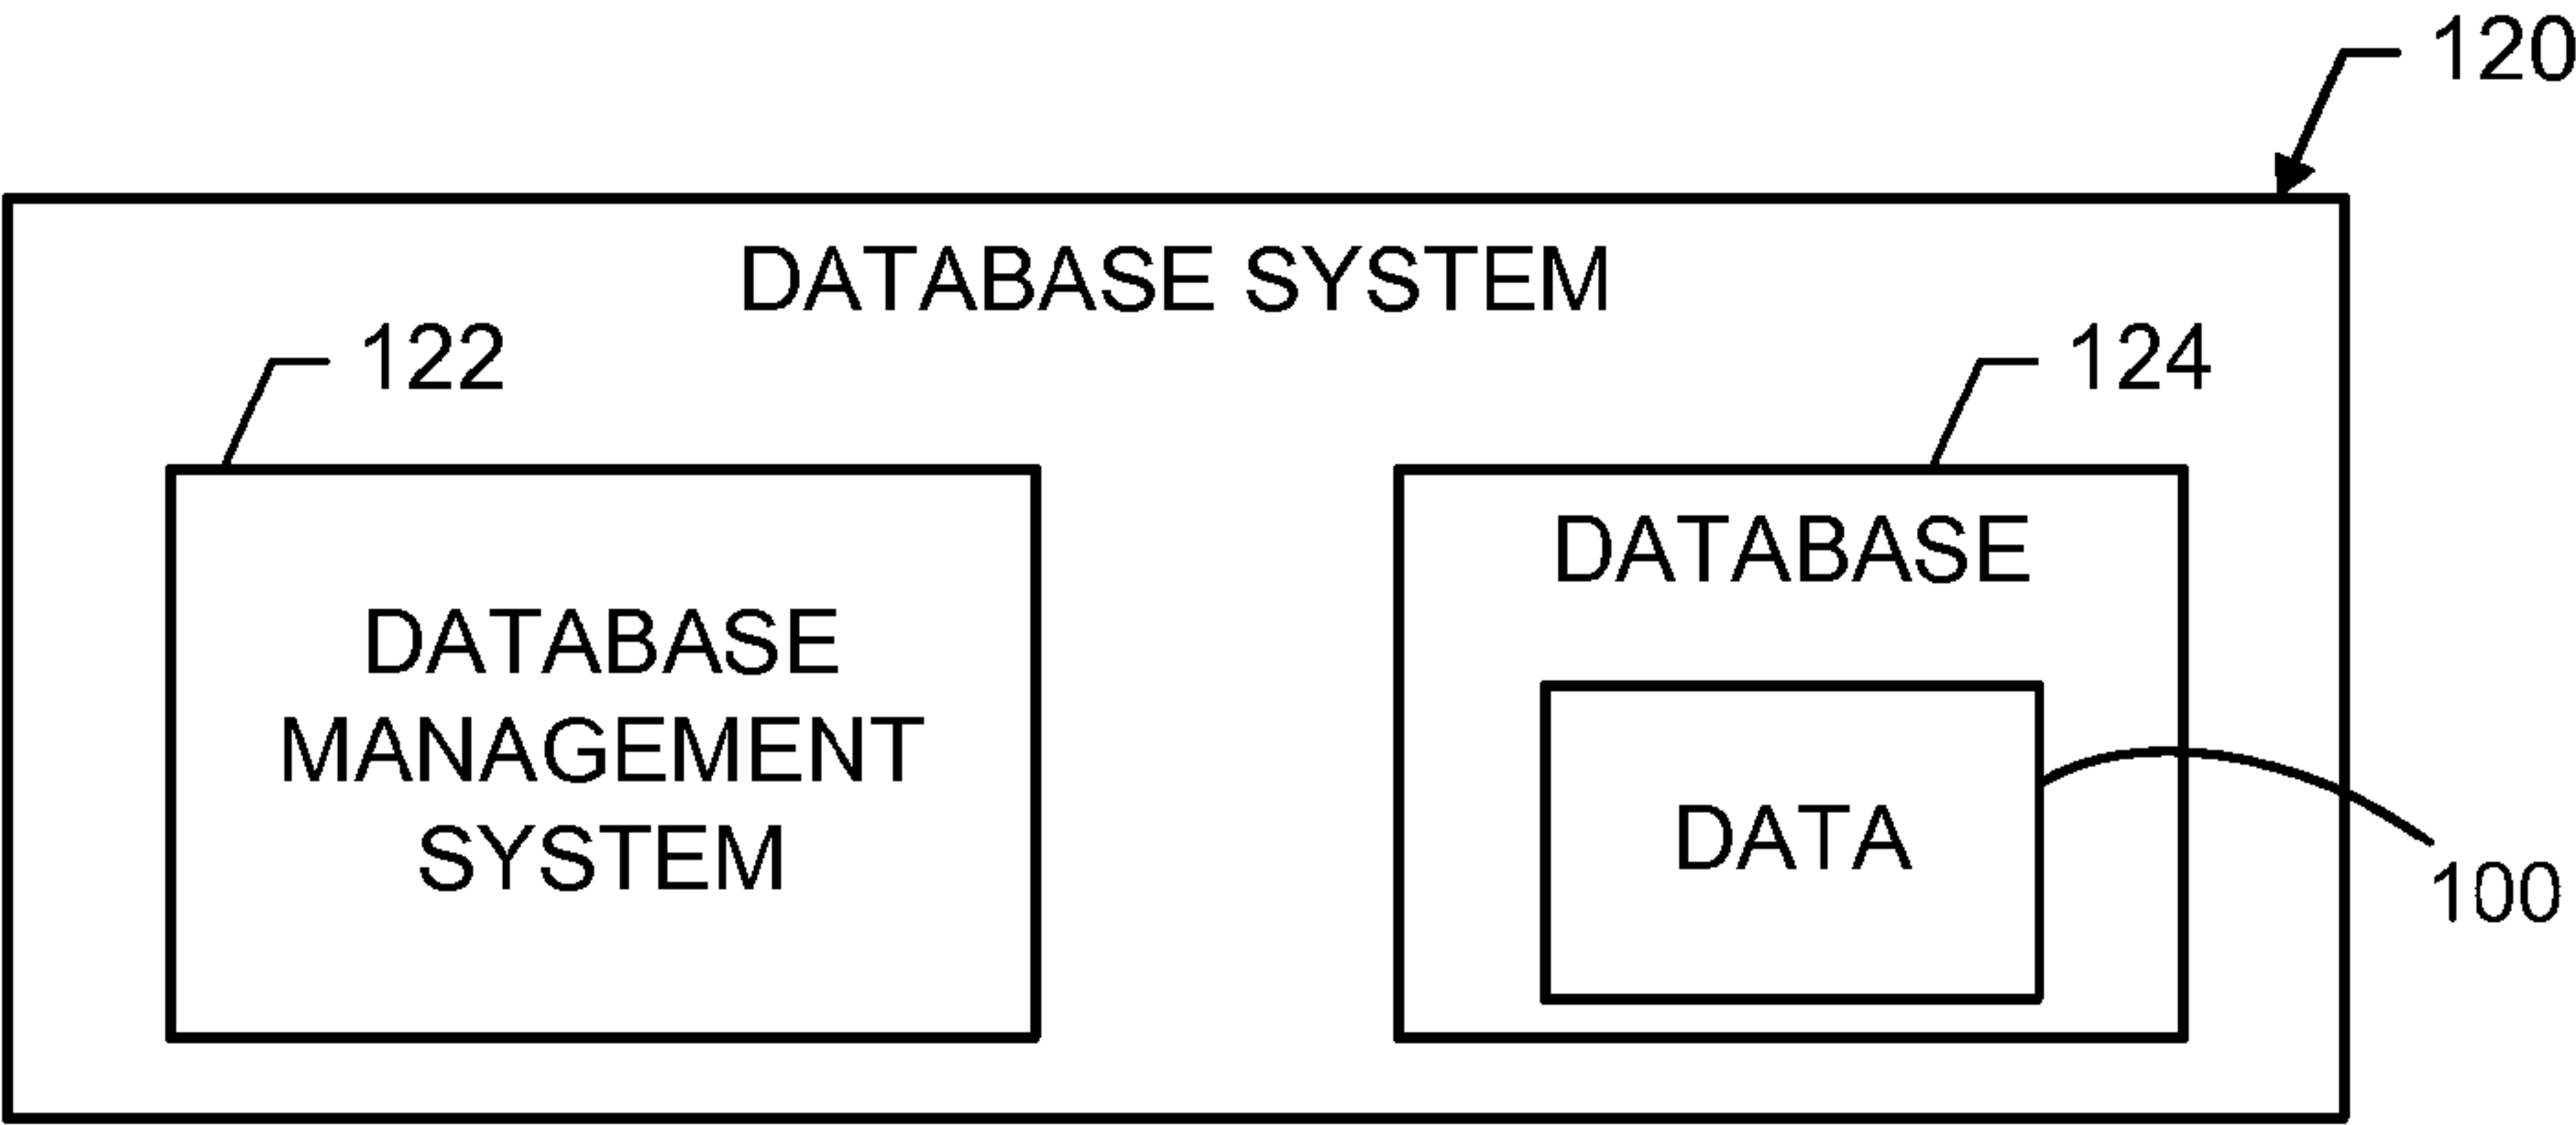 120
DATABASE SYSTEM
122
124
DATABASE
MANAGEMENT
SYSTEM
DATABASE
DATA
100